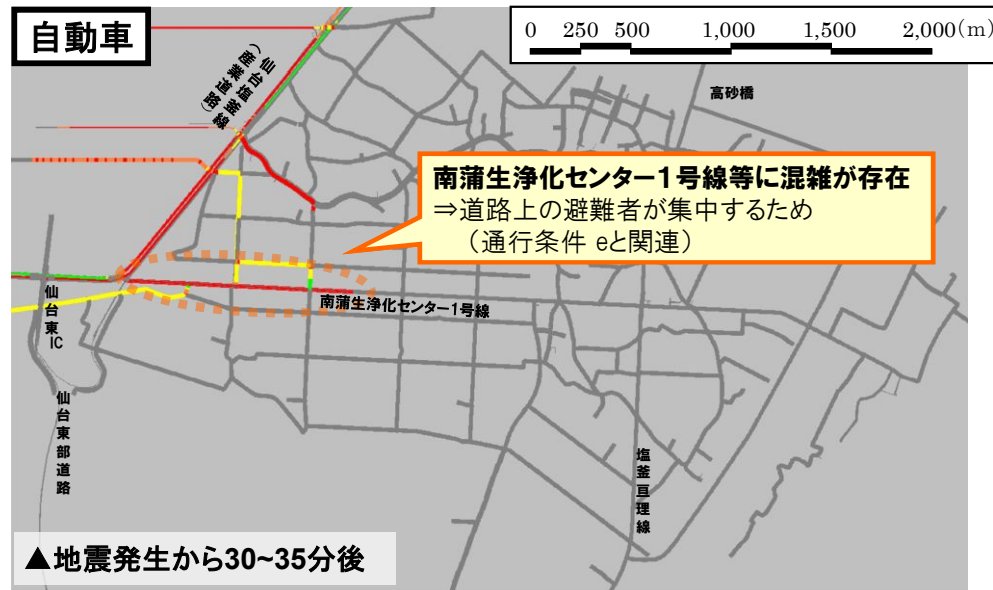 自動車
0 250 500 1,000 1,500 2,000(m)
(仙台塩釜線
産業道路)
高砂橋
南蒲生浄化センター1号線等に混雑が存在
⇒道路上の避難者が集中するため
(通行条件 eと関連)
仙台東IC
南蒲生浄化センター1号線
仙台東部道路
塩釜亘理線
▲地震発生から30~35分後